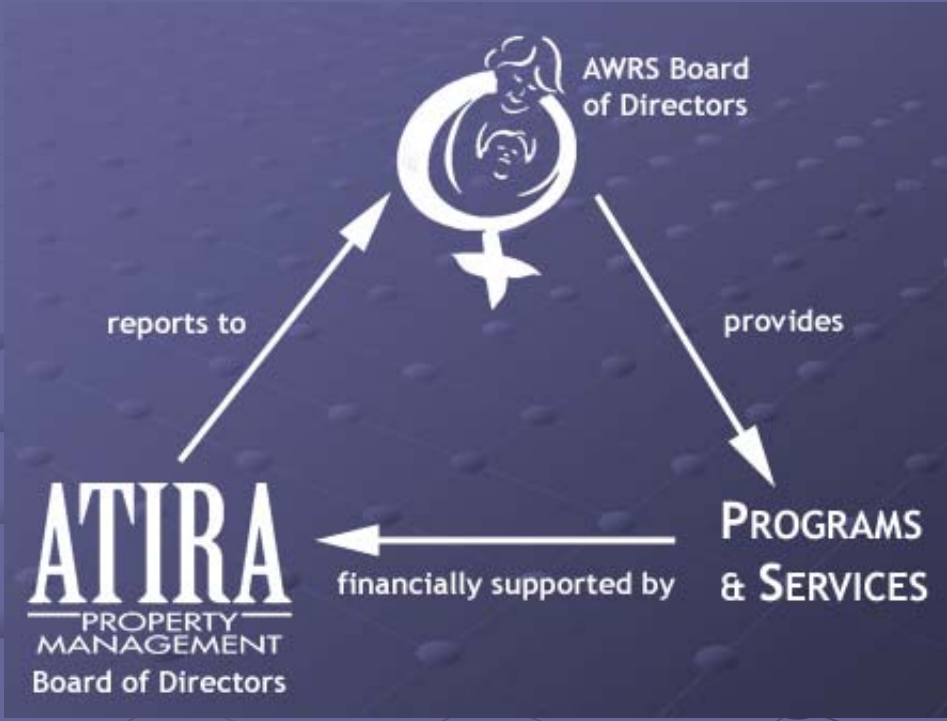 AWRS Board
of Directors
reports to
provides
ATIRA
PROPERTY
MANAGEMENT
Board of Directors
financially supported by
PROGRAMS
& SERVICES